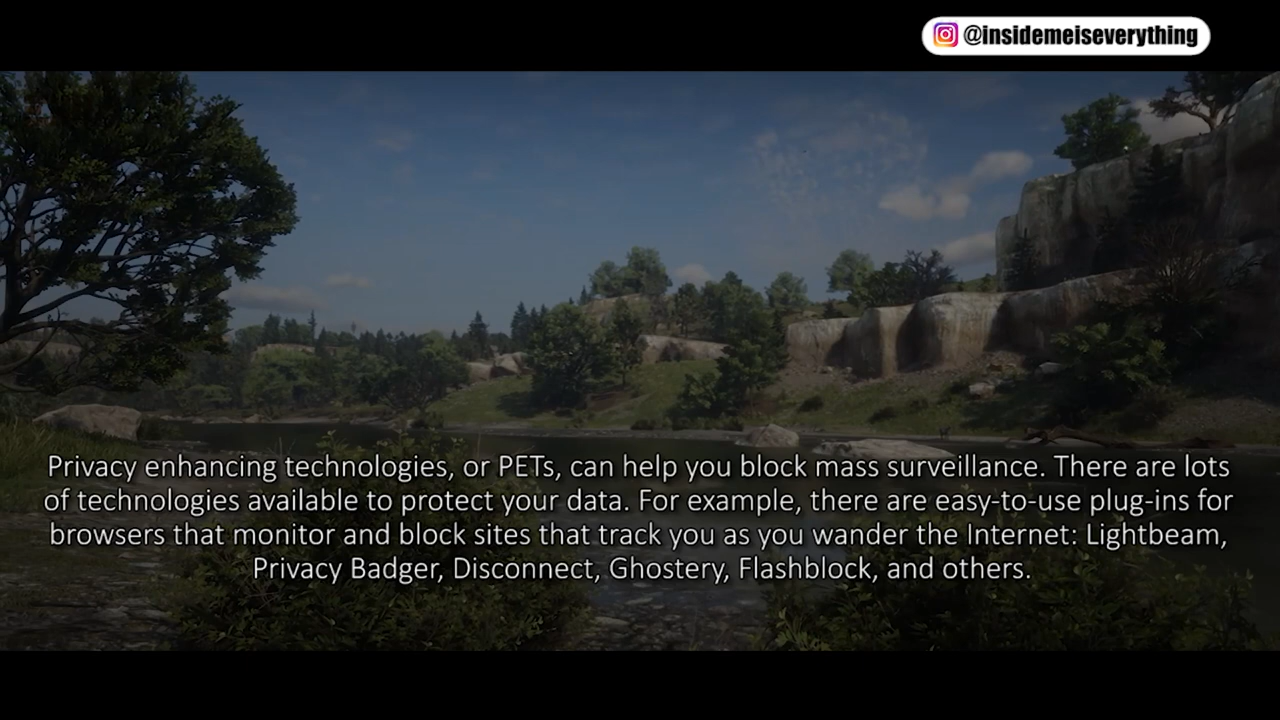 @insidemeiseverything
Privacy enhancing technologies, or PETs, can help you block mass surveillance. There are lots
of technologies available to protect your data. For example, there are easy-to-use plug-ins for
browsers that monitor and block sites that track you as you wander the Internet: Lightbeam,
Privacy Badger, Disconnect, Ghostery, Flashblock, and others.